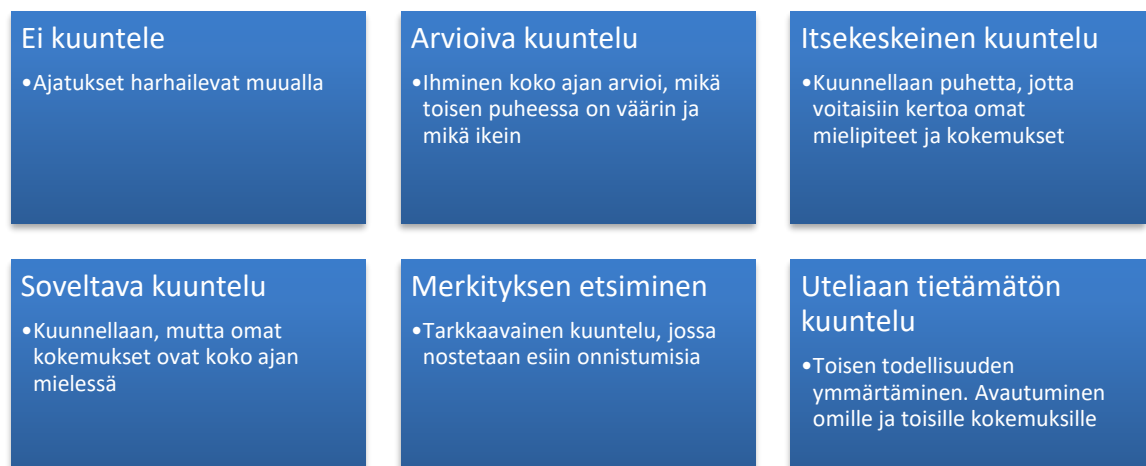 Ei kuuntele
•Ajatukset harhailevat muualla
Arvioiva kuuntelu
•Ihminen koko ajan arvioi, mikä
toisen puheessa on väärin ja
mikä ikein
Itsekeskeinen kuuntelu
•Kuunnellaan puhetta, jotta
voitaisiin kertoa omat
mielipiteet ja kokemukset
Soveltava kuuntelu
•Kuunnellaan, mutta omat
kokemukset ovat koko ajan
mielessä
Merkityksen etsiminen
•Tarkkaavainen kuuntelu, jossa
nostetaan esiin onnistumisia
Uteliaan tietämätön
kuuntelu
•Toisen todellisuuden
ymmärtäminen. Avautuminen
omille ja toisille kokemuksille